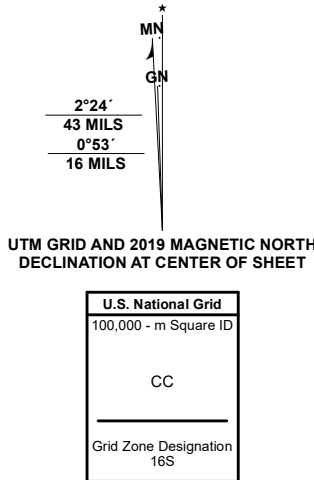 MN
GN
2°24´
43 MILS
0°53´
16 MILS
UTM GRID AND 2019 MAGNETIC NORTH
DECLINATION AT CENTER OF SHEET
U.S. National Grid
100,000 - m Square ID
CC
Grid Zone Designation
16S